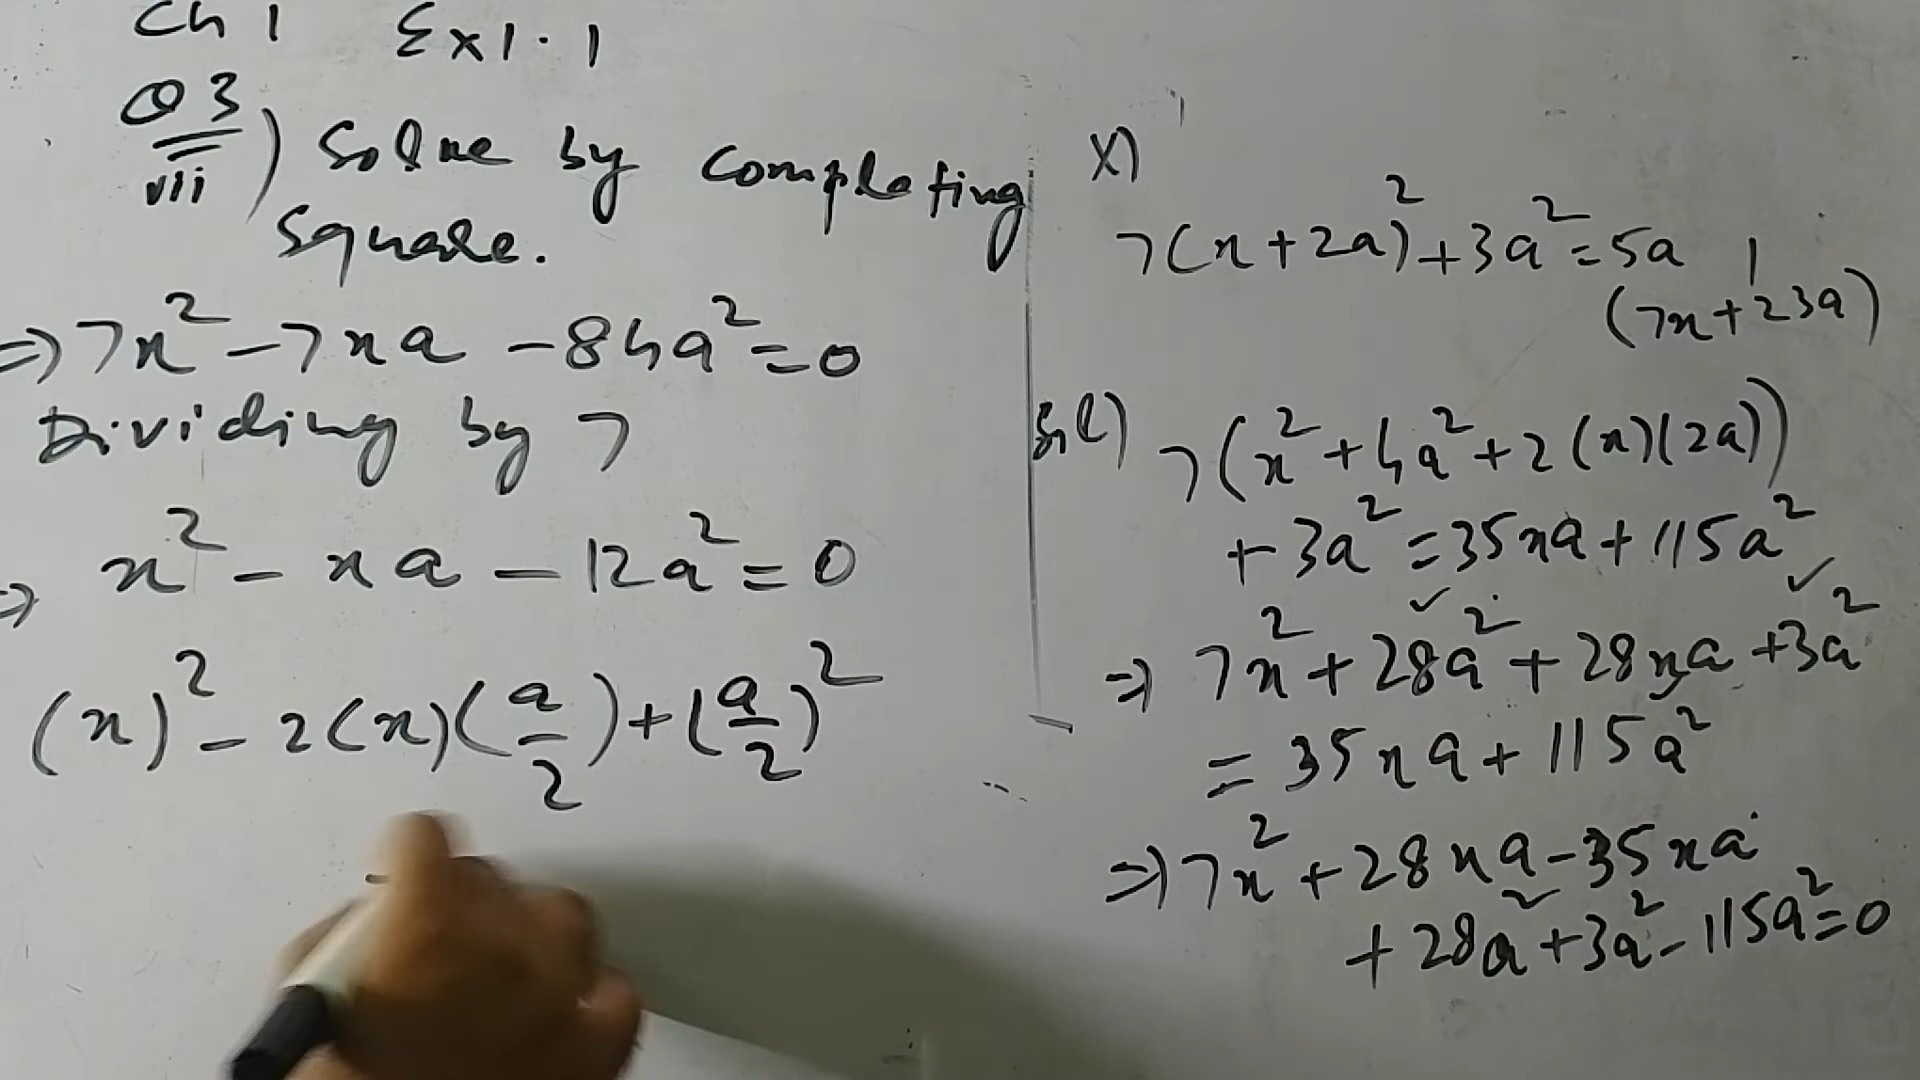 Ch 1 Ex 1.1
Q3
vii) Solve by completing
square.
⇒ 7x² - 7xa - 84a² = 0
Dividing by 7
⇒ x² - xa - 12a² = 0
(x)² - 2(x)(a/2) + (a/2)²
-
x)
7(x+2a)² + 3a² = 5a
(7x+23a)
Sol) 7(x² + 4a² + 2(x)(2a))
+ 3a² = 35xa + 115a²
⇒ 7x² + 28a² + 28xa + 3a²
= 35xa + 115a²
⇒ 7x² + 28xa - 35xa
+ 28a² + 3a² - 115a² = 0